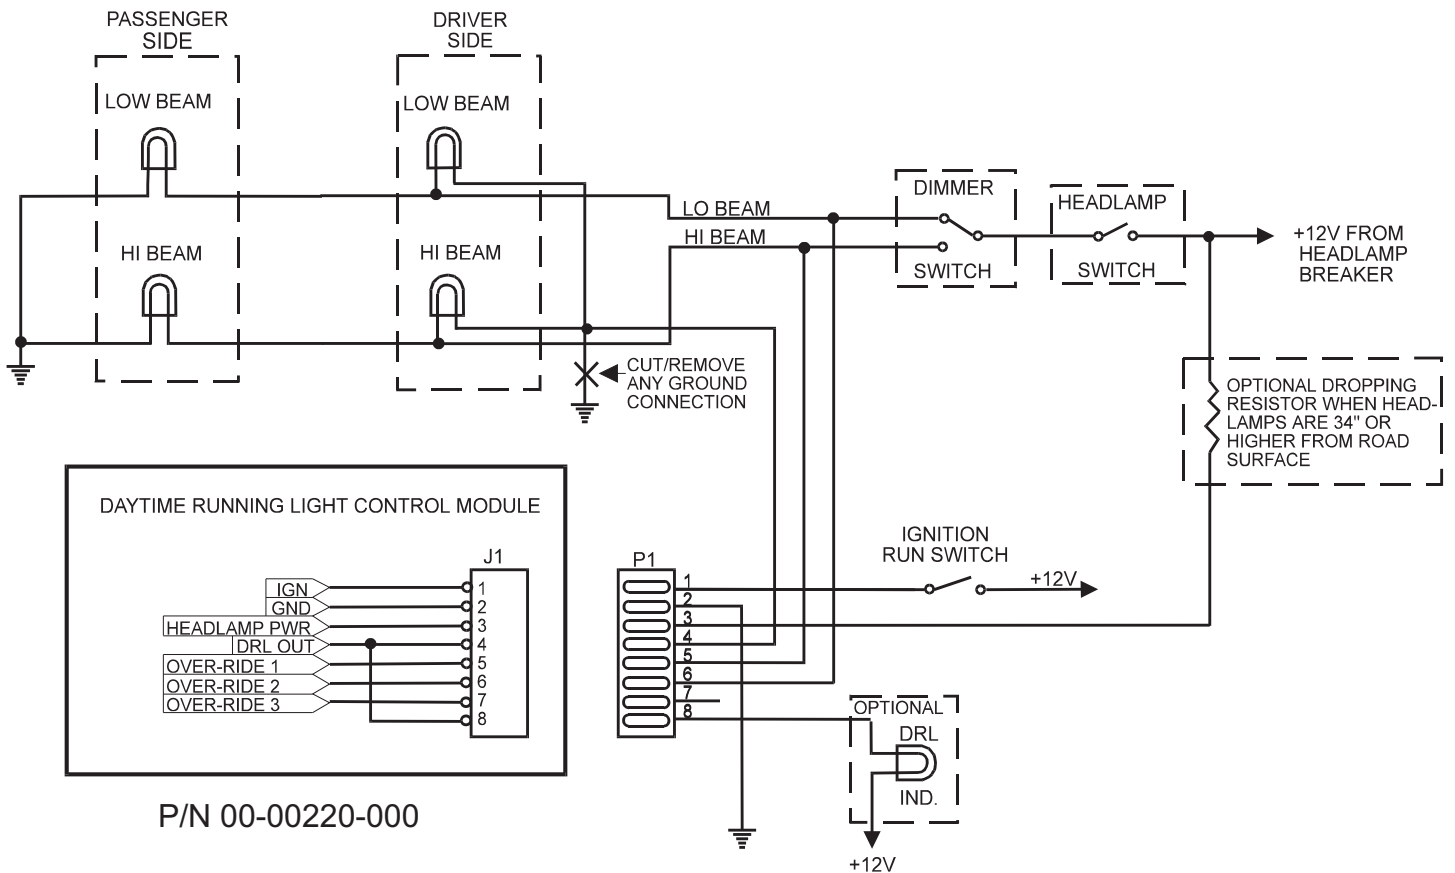 PASSENGER
SIDE
DRIVER
SIDE
LOW BEAM
LOW BEAM
HI BEAM
HI BEAM
LO BEAM
HI BEAM
DIMMER
SWITCH
HEADLAMP
SWITCH
+12V FROM
HEADLAMP
BREAKER
CUT/REMOVE
ANY GROUND
CONNECTION
OPTIONAL DROPPING
RESISTOR WHEN HEAD-
LAMPS ARE 34" OR
HIGHER FROM ROAD
SURFACE
DAYTIME RUNNING LIGHT CONTROL MODULE
J1
IGN
1
GND
2
HEADLAMP PWR
3
DRL OUT
4
OVER-RIDE 1
5
OVER-RIDE 2
6
OVER-RIDE 3
7
8
P1
1
2
3
4
5
6
7
8
IGNITION
RUN SWITCH
+12V
OPTIONAL
DRL
IND.
+12V
P/N 00-00220-000